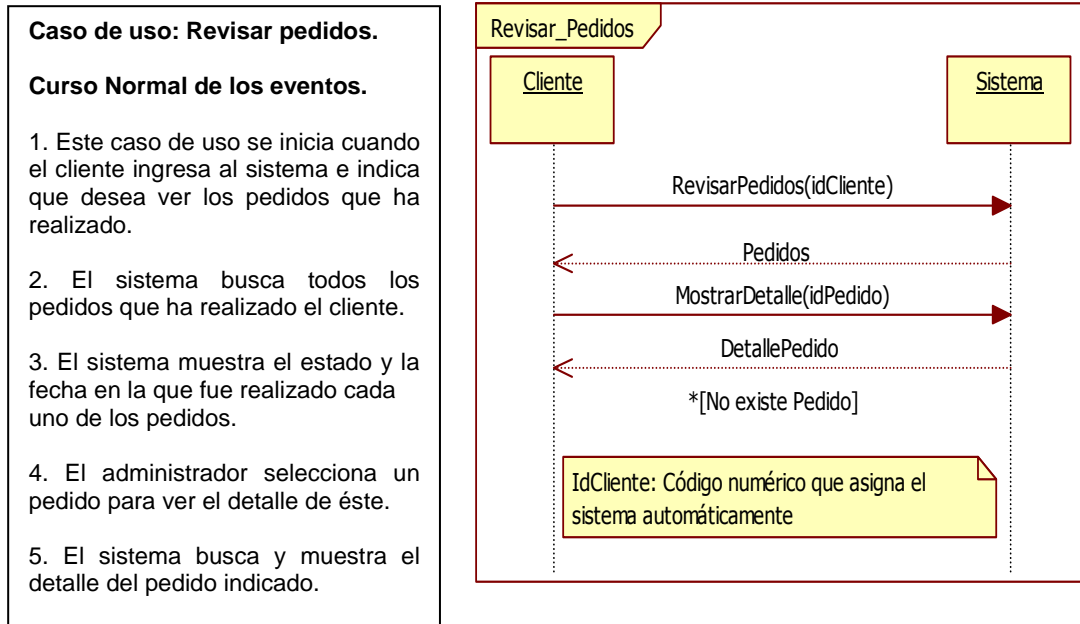 Caso de uso: Revisar pedidos.
Curso Normal de los eventos.
1. Este caso de uso se inicia cuando
el cliente ingresa al sistema e indica
que desea ver los pedidos que ha
realizado.
2. El sistema busca todos los
pedidos que ha realizado el cliente.
3. El sistema muestra el estado y la
fecha en la que fue realizado cada
uno de los pedidos.
4. El administrador selecciona un
pedido para ver el detalle de éste.
5. El sistema busca y muestra el
detalle del pedido indicado.
Revisar_Pedidos
Cliente
Sistema
RevisarPedidos(idCliente)
Pedidos
MostrarDetalle(idPedido)
DetallePedido
*[No existe Pedido]
IdCliente: Código numérico que asigna el
sistema automáticamente